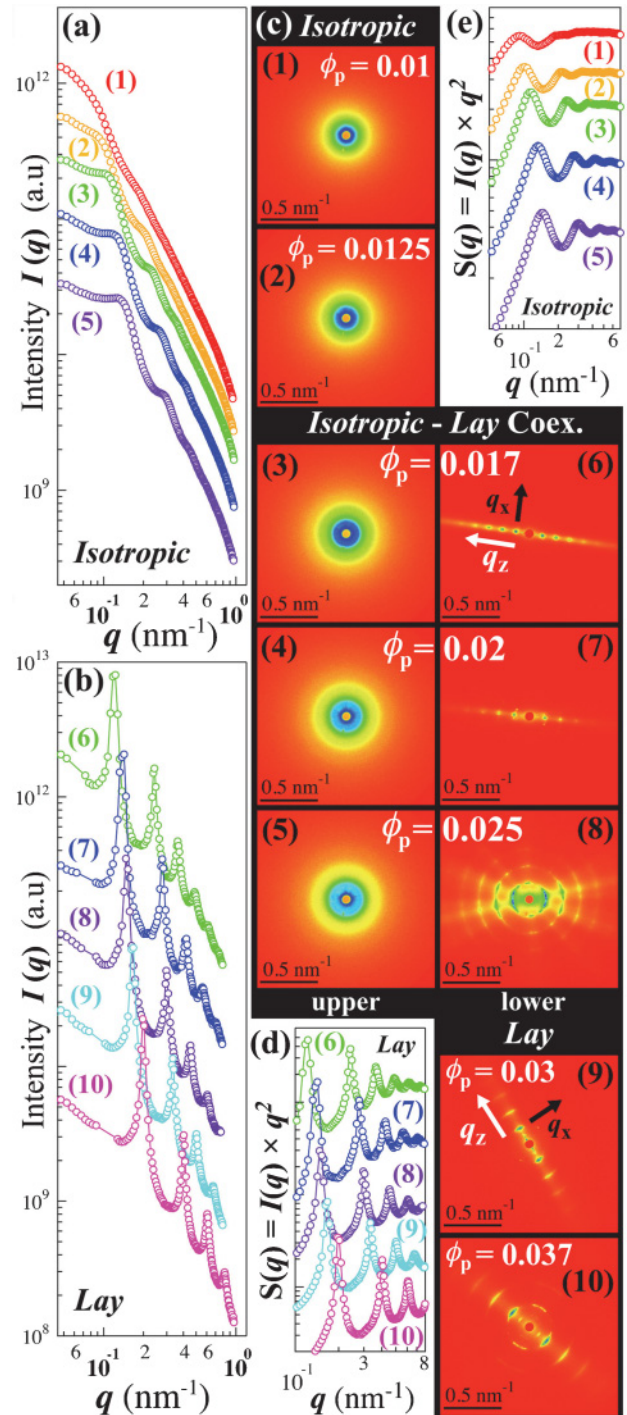 (a)
Intensity I(q) (a.u)
10^12
10^9
(1)
(2)
(3)
(4)
(5)
Isotropic
6 10^-1 2 4 6 10^0
q (nm^-1)
(b)
Intensity I(q) (a.u)
10^13
10^12
10^9
10^8
(6)
(7)
(8)
(9)
(10)
Lay
6 10^-1 2 4 6 10^0
q (nm^-1)
(c) Isotropic
(1) ϕp = 0.01
0.5 nm^-1
(2) ϕp = 0.0125
0.5 nm^-1
Isotropic - Lay Coex.
(3) ϕp = 0.017 (6)
qx
qz
0.5 nm^-1 0.5 nm^-1
(4) ϕp = 0.02 (7)
0.5 nm^-1 0.5 nm^-1
(5) ϕp = 0.025 (8)
0.5 nm^-1 0.5 nm^-1
upper lower
Lay
ϕp = 0.03 (9)
qz qx
0.5 nm^-1
ϕp = 0.037
(10)
0.5 nm^-1
(d)
S(q) = I(q) × q^2
Lay
(6)
(7)
(8)
(9)
(10)
10^-1 3 8
q (nm^-1)
(e)
S(q) = I(q) × q^2
(1)
(2)
(3)
(4)
(5)
Isotropic
6 10^-1 2 6
q (nm^-1)